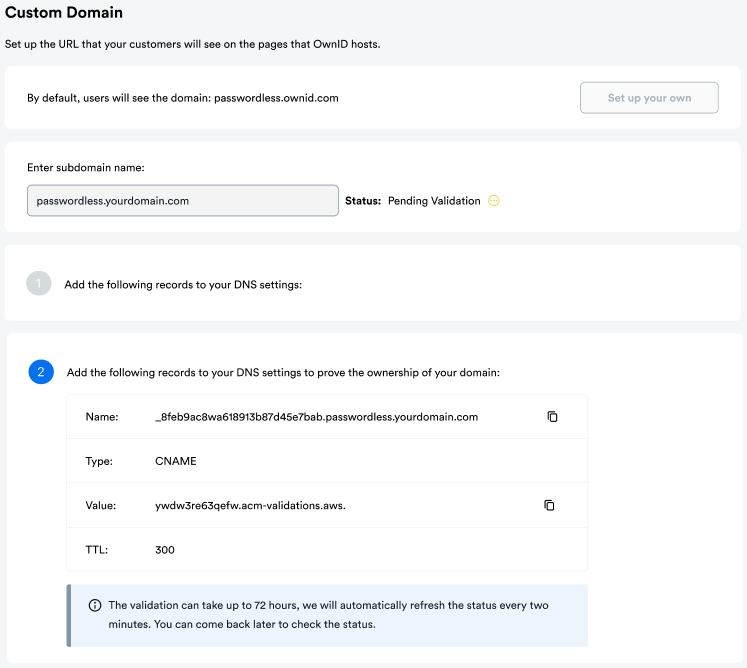 Custom Domain
Set up the URL that your customers will see on the pages that OwnID hosts.
By default, users will see the domain: passwordless.ownid.com
Set up your own
Enter subdomain name:
passwordless.yourdomain.com
Status: Pending Validation
1
Add the following records to your DNS settings:
2
Add the following records to your DNS settings to prove the ownership of your domain:
Name: _8feb9ac8wa618913b87d45e7bab.passwordless.yourdomain.com
Type: CNAME
Value: ywdw3re63qefw.acm-validations.aws.
TTL: 300
The validation can take up to 72 hours, we will automatically refresh the status every two
minutes. You can come back later to check the status.